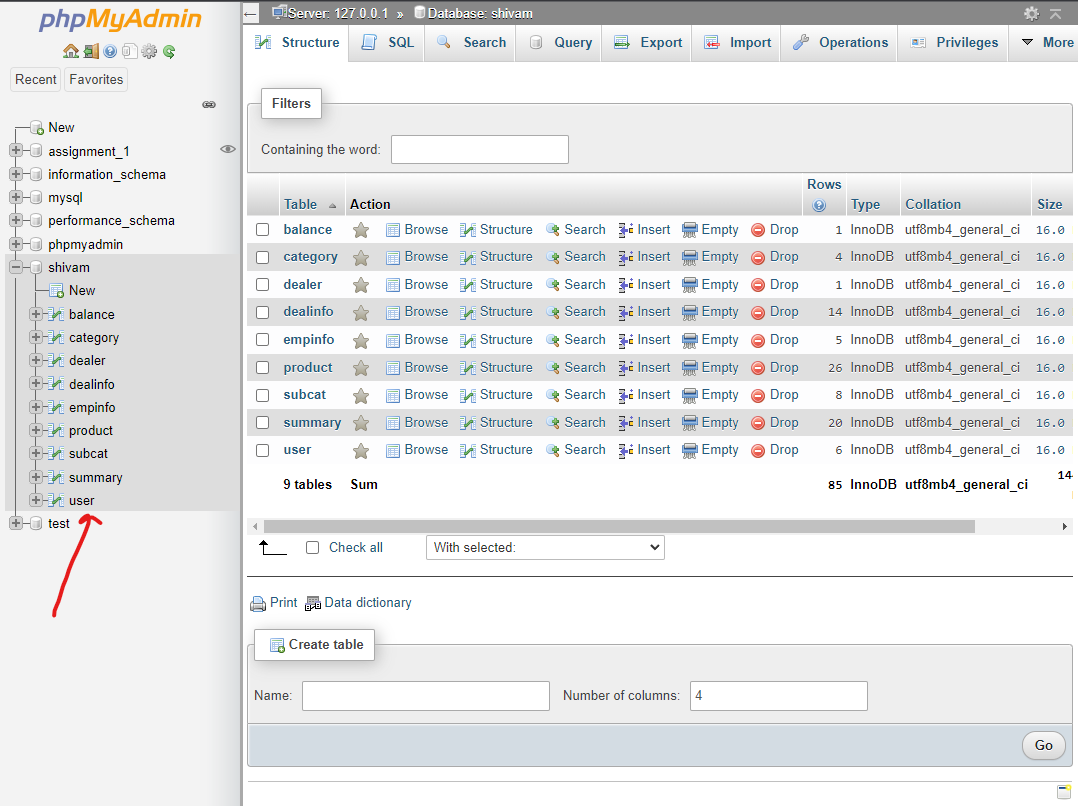 phpMyAdmin
Recent Favorites
New
assignment_1
information_schema
mysql
performance_schema
phpmyadmin
shivam
New
balance
category
dealer
dealinfo
empinfo
product
subcat
summary
user
test
Server: 127.0.0.1 » Database: shivam
Structure SQL Search Query Export Import Operations Privileges More
Filters
Containing the word:
Rows
Table Action Type Collation Size
balance Browse Structure Search Insert Empty Drop 1 InnoDB utf8mb4_general_ci 16.0
category Browse Structure Search Insert Empty Drop 4 InnoDB utf8mb4_general_ci 16.0
dealer Browse Structure Search Insert Empty Drop 1 InnoDB utf8mb4_general_ci 16.0
dealinfo Browse Structure Search Insert Empty Drop 14 InnoDB utf8mb4_general_ci 16.0
empinfo Browse Structure Search Insert Empty Drop 5 InnoDB utf8mb4_general_ci 16.0
product Browse Structure Search Insert Empty Drop 26 InnoDB utf8mb4_general_ci 16.0
subcat Browse Structure Search Insert Empty Drop 8 InnoDB utf8mb4_general_ci 16.0
summary Browse Structure Search Insert Empty Drop 20 InnoDB utf8mb4_general_ci 16.0
user Browse Structure Search Insert Empty Drop 6 InnoDB utf8mb4_general_ci 16.0
9 tables Sum 85 InnoDB utf8mb4_general_ci
Check all With selected:
Print Data dictionary
Create table
Name: Number of columns: 4
Go